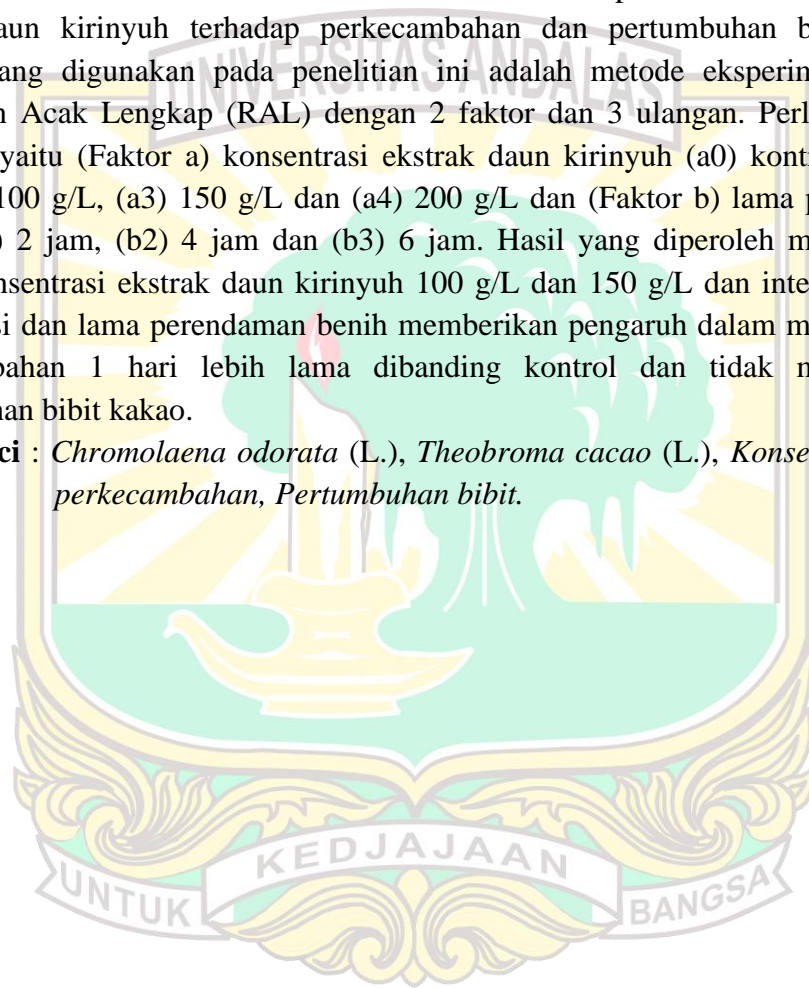 aun kirinyuh terhadap perkecambahan dan pertumbuhan b
ang digunakan pada penelitian ini adalah metode eksperin
n Acak Lengkap (RAL) dengan 2 faktor dan 3 ulangan. Perl
yaitu (Faktor a) konsentrasi ekstrak daun kirinyuh (a0) kont
100 g/L, (a3) 150 g/L dan (a4) 200 g/L dan (Faktor b) lama p
) 2 jam, (b2) 4 jam dan (b3) 6 jam. Hasil yang diperoleh m
nsentrasi ekstrak daun kirinyuh 100 g/L dan 150 g/L dan inte
si dan lama perendaman benih memberikan pengaruh dalam m
bahan 1 hari lebih lama dibanding kontrol dan tidak m
nan bibit kakao.
ci : Chromolaena odorata (L.), Theobroma cacao (L.), Konse
perkecambahan, Pertumbuhan bibit.
UNIVERSITAS ANDALAS
UNTUK KEDJAJAAN BANGSA